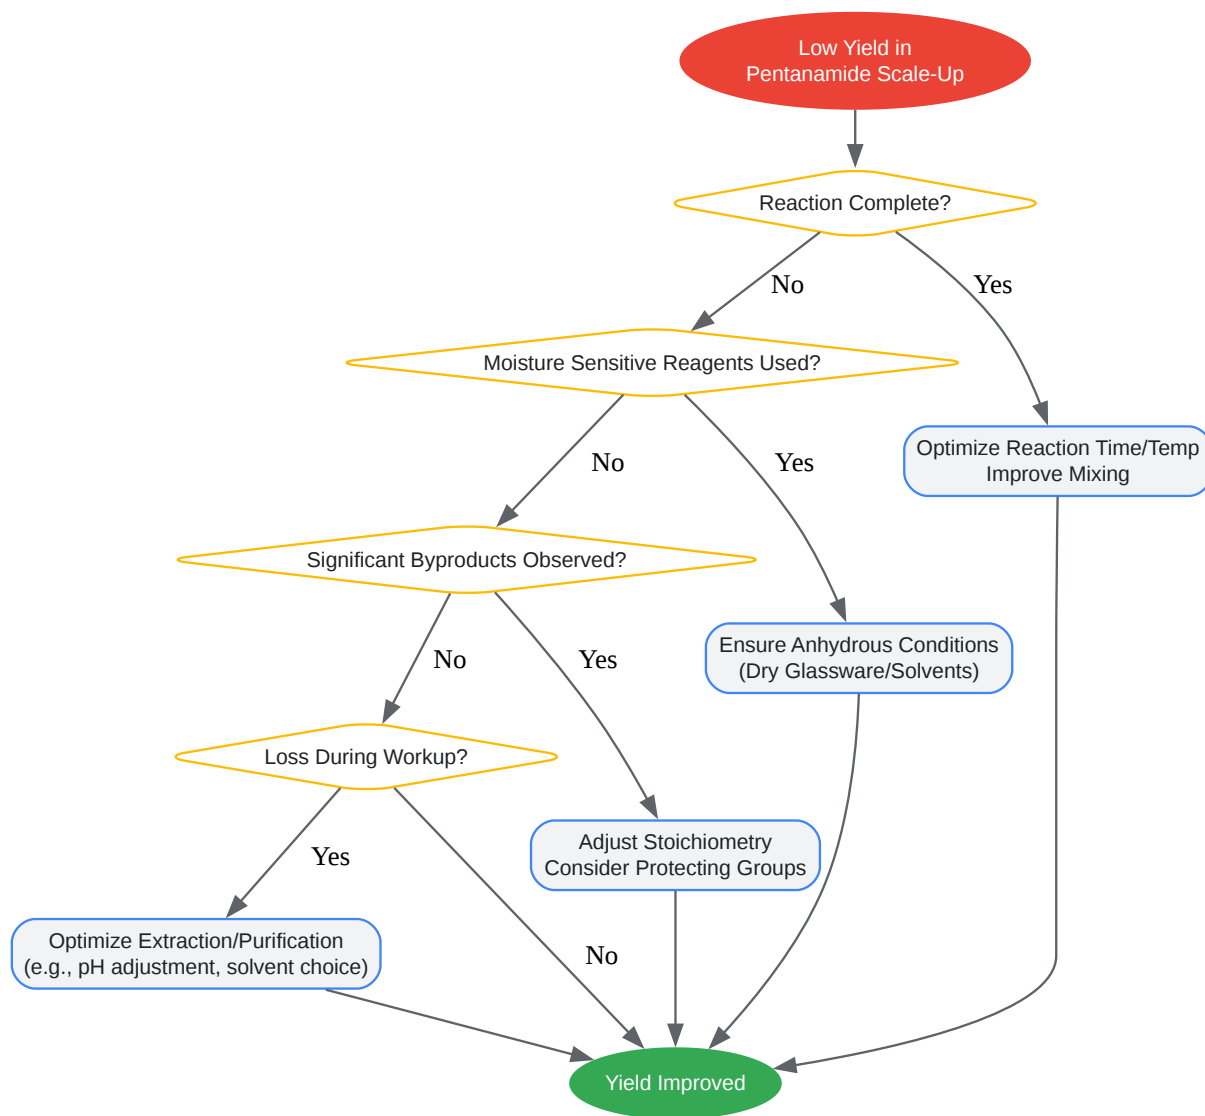 Low Yield in
Pentanamide Scale-Up
Reaction Complete?
No
Yes
Moisture Sensitive Reagents Used?
Optimize Reaction Time/Temp
Improve Mixing
No
Yes
Significant Byproducts Observed?
Ensure Anhydrous Conditions
(Dry Glassware/Solvents)
No
Yes
Loss During Workup?
Adjust Stoichiometry
Consider Protecting Groups
Yes
No
Optimize Extraction/Purification
(e.g., pH adjustment, solvent choice)
Yield Improved